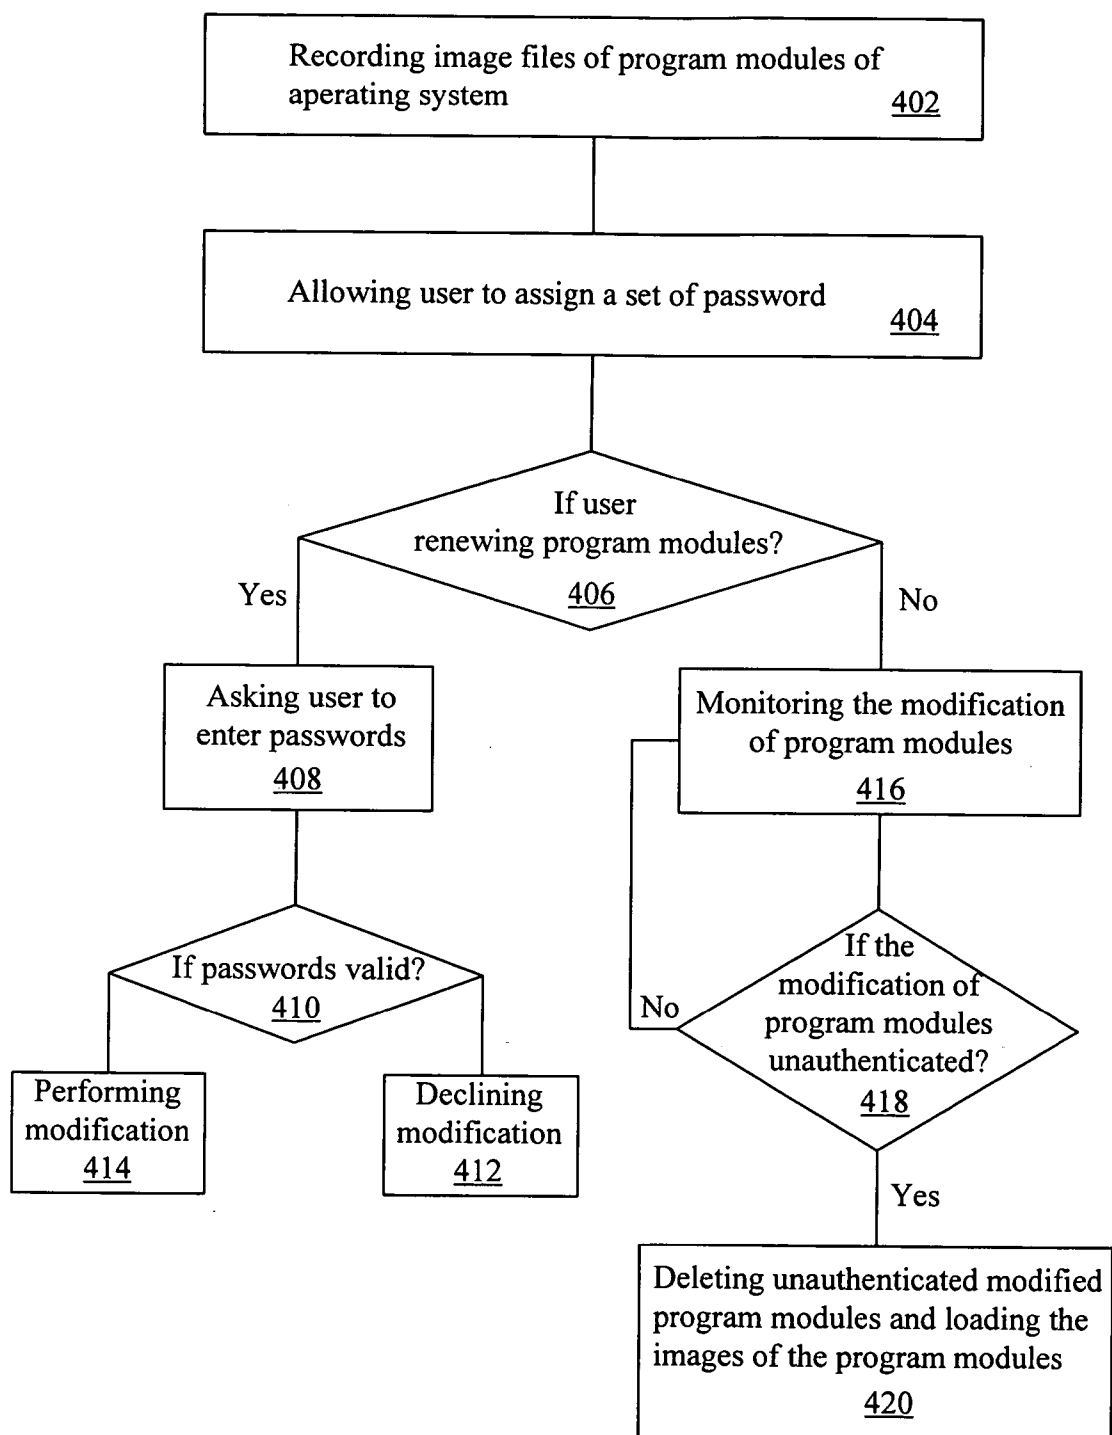 Recording image files of program modules of
aperating system
402
Allowing user to assign a set of password
404
If user
renewing program modules?
406
Yes
No
Asking user to
enter passwords
408
Monitoring the modification
of program modules
416
If passwords valid?
410
If the
modification of
program modules
unauthenticated?
418
No
Performing
modification
414
Declining
modification
412
Yes
Deleting unauthenticated modified
program modules and loading the
images of the program modules
420